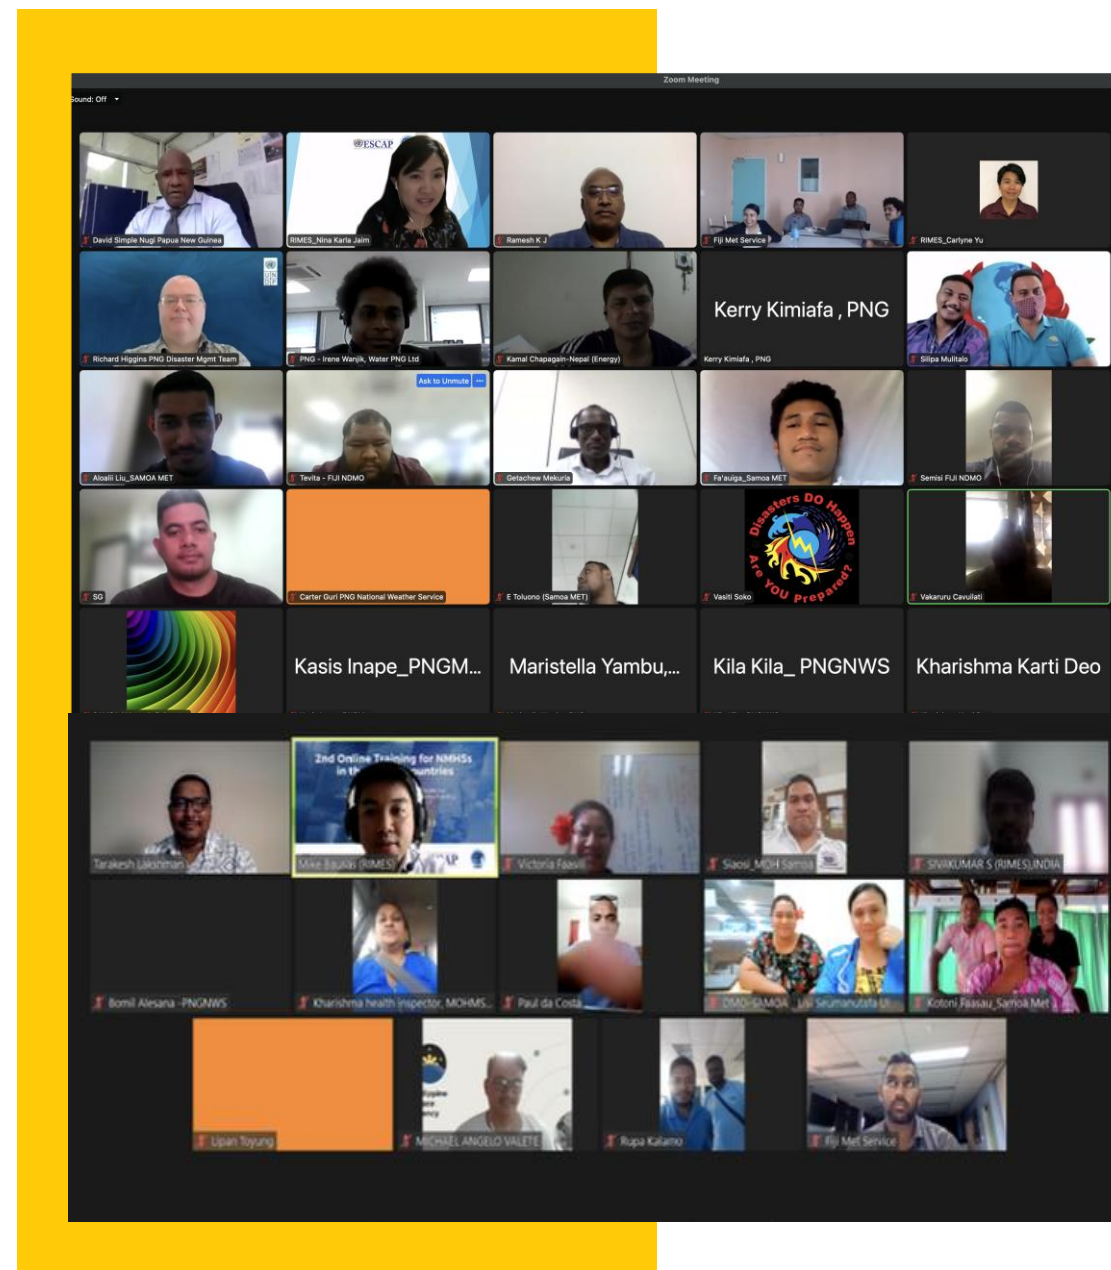 Zoom Meeting
Sound: Off
ESCAP
David Simple Nugi Papua New Guinea
RIMES_Nina Karla Jaim
Ramesh K J
Fiji Met Service
RIMES_Carlyne Yu
UN
DP
Richard Higgins PNG Disaster Mgmt Team
PNG - Irene Wanjik, Water PNG Ltd
Kamal Chapagain-Nepal (Energy)
Kerry Kimiafa , PNG
Kerry Kimiafa , PNG
Silipa Mulitalo
Ask to Unmute
Aloalii Liu_SAMOA MET
Tevita - FIJI NDMO
Getachew Mekuria
Fa'auiga_Samoa MET
Semisi FIJI NDMO
SG
Carter Guri PNG National Weather Service
E Toluono (Samoa MET)
Disasters DO Happen
Are YOU Prepared?
Vasiti Soko
Vakaruru Cavuilati
Kasis Inape_PNGM...
Maristella Yambu,...
Kila Kila_ PNGNWS
Kharishma Karti Deo
2nd Online Training for NMHSs
in the
Tarakesh Lakshman
Mike Bausas (RIMES)
Victoria Faasili
Siaosi_MOH Samoa
SIVAKUMAR S (RIMES),INDIA
Bomil Alesana -PNGNWS
Kharishma health inspector, MOHMS...
Paul da Costa
DMO-SAMOA _ Lisi Seumanutafa
Kotoni Faasau_Samoa Met
Lipan Toyung
MICHAEL ANGELO VALETE
Rupa Kalamo
Fiji Met Service